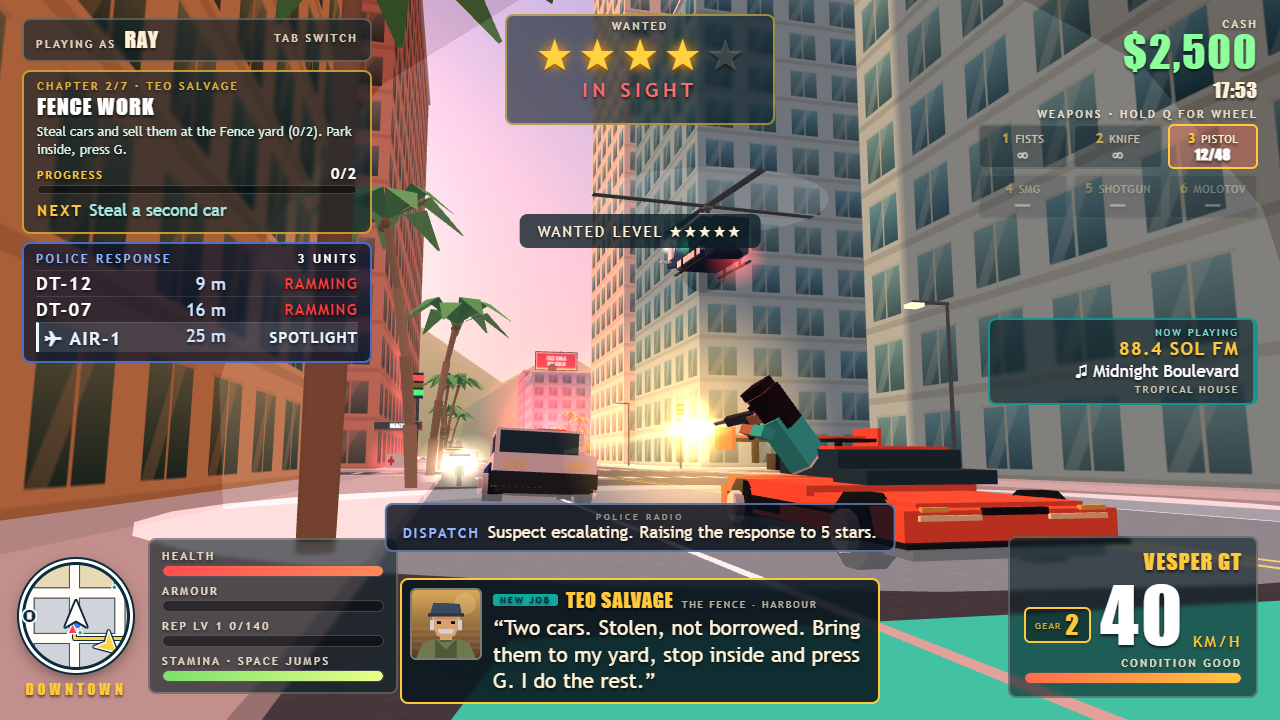 PLAYING AS RAY
TAB SWITCH
CHAPTER 2/7 · TEO SALVAGE
FENCE WORK
Steal cars and sell them at the Fence yard (0/2). Park
inside, press G.
PROGRESS 0/2
NEXT Steal a second car
POLICE RESPONSE 3 UNITS
DT-12 9 m RAMMING
DT-07 16 m RAMMING
AIR-1 25 m SPOTLIGHT
WANTED
IN SIGHT
WANTED LEVEL ★★★★★
CASH
$2,500
17:53
WEAPONS · HOLD Q FOR WHEEL
1 FISTS ∞
2 KNIFE ∞
3 PISTOL 12/48
4 SMG —
5 SHOTGUN —
6 MOLOTOV —
NOW PLAYING
88.4 SOL FM
♫ Midnight Boulevard
TROPICAL HOUSE
POLICE RADIO
DISPATCH Suspect escalating. Raising the response to 5 stars.
HEALTH
ARMOUR
REP LV 1 0/140
STAMINA · SPACE JUMPS
DOWNTOWN
NEW JOB TEO SALVAGE THE FENCE · HARBOUR
“Two cars. Stolen, not borrowed. Bring
them to my yard, stop inside and press
G. I do the rest.”
VESPER GT
GEAR 2
40 KM/H
CONDITION GOOD